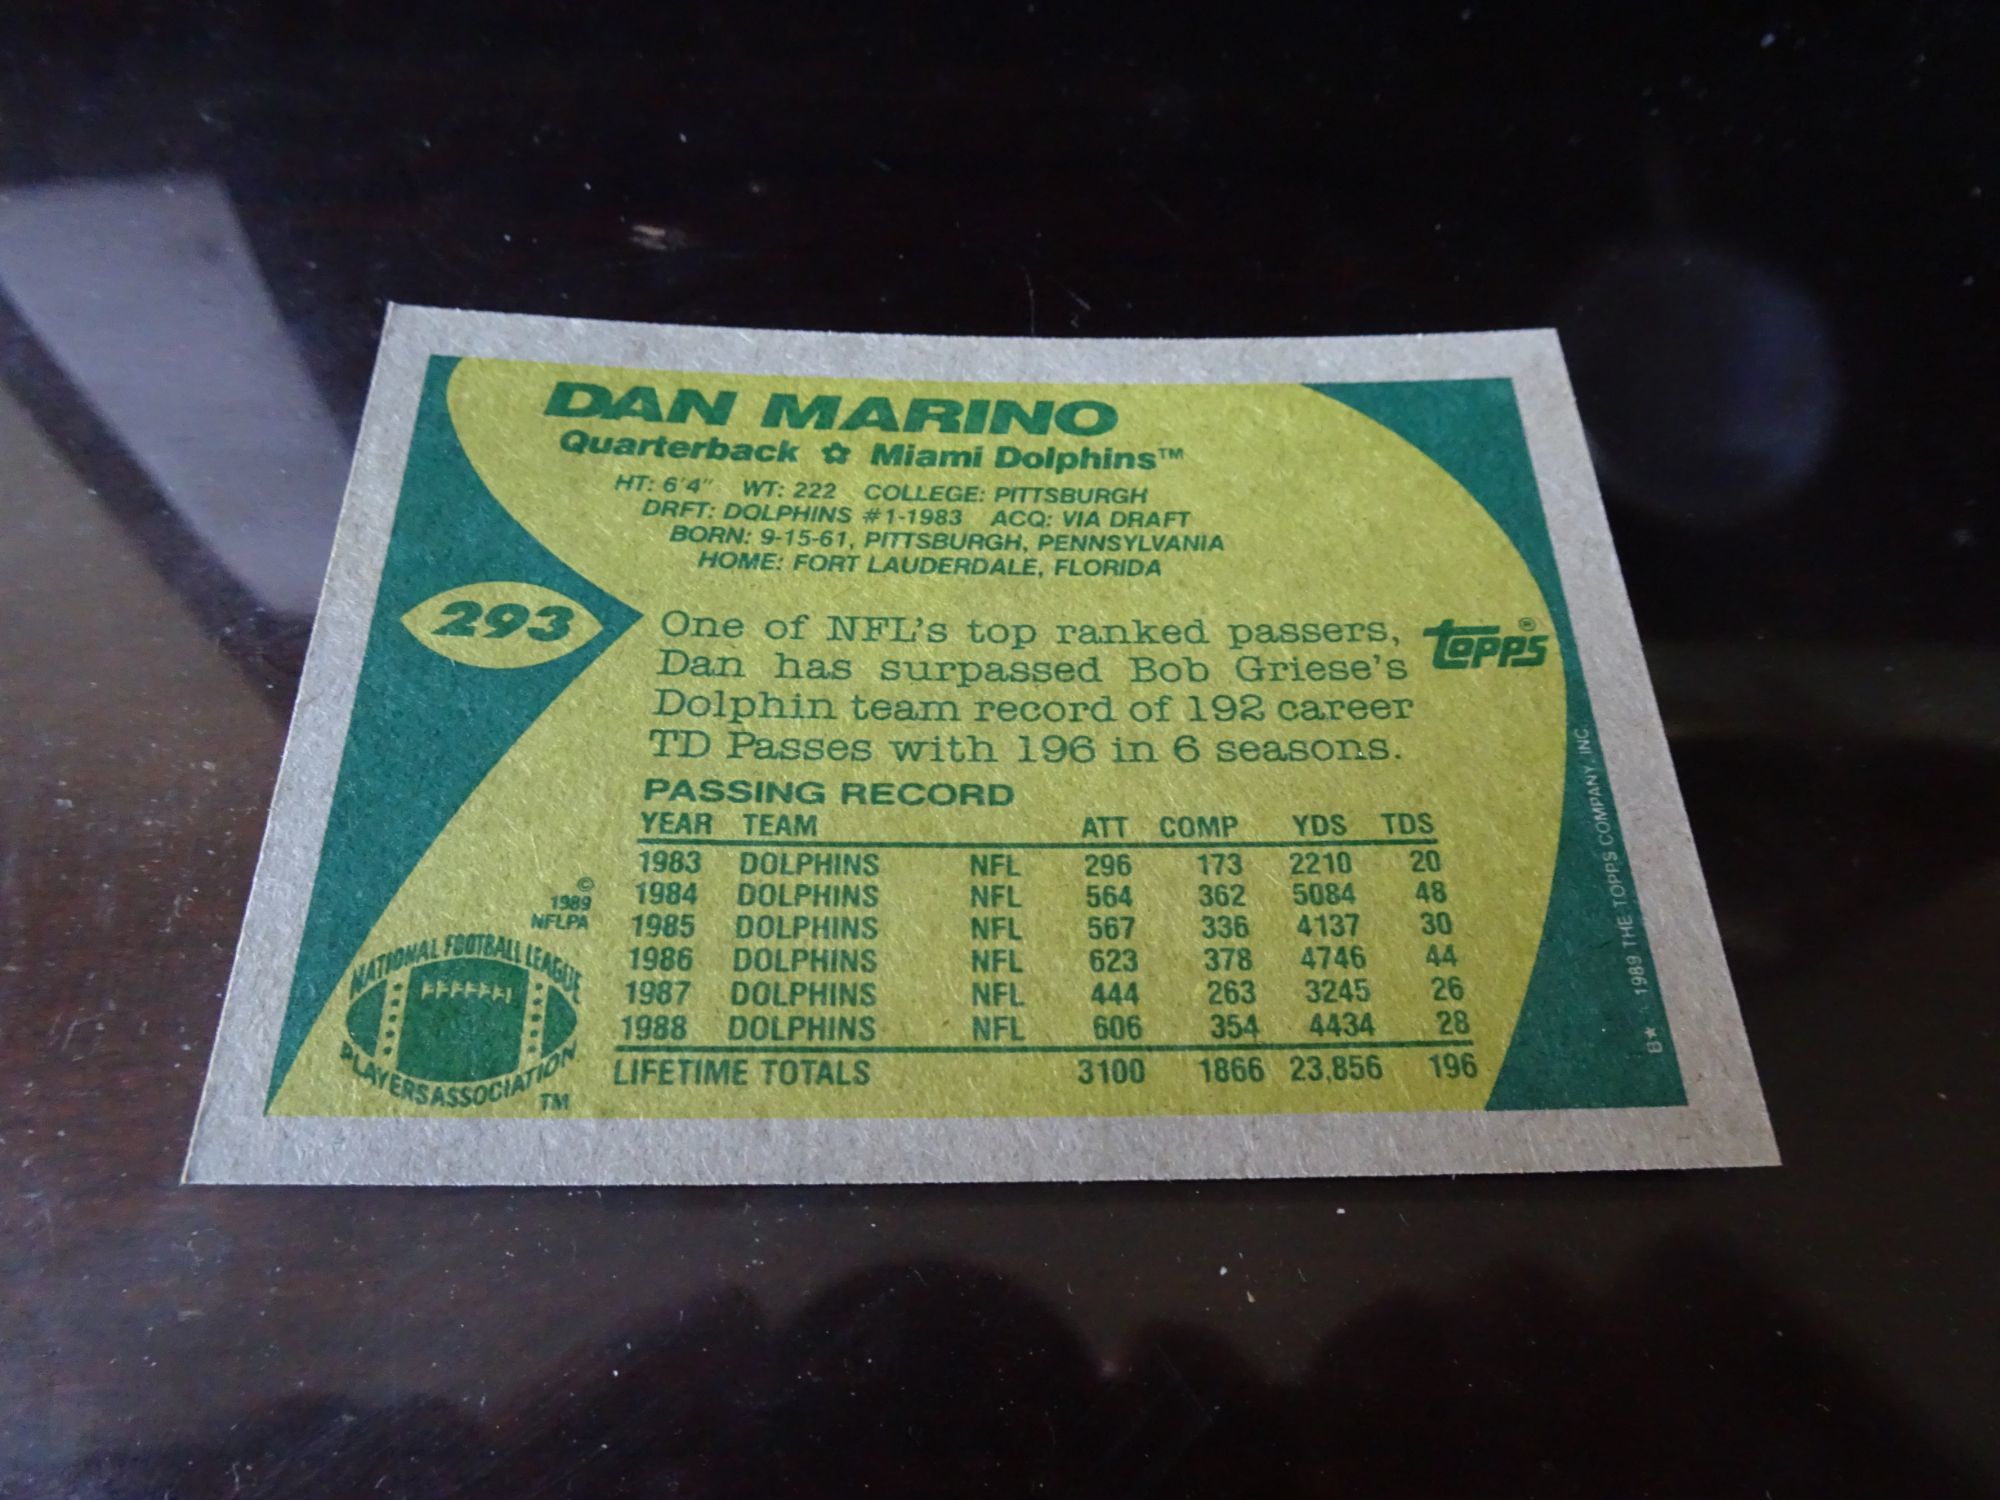 DAN MARINO
Quarterback ✩ Miami Dolphins™
HT: 6'4" WT: 222 COLLEGE: PITTSBURGH
DRFT: DOLPHINS #1-1983 ACQ: VIA DRAFT
BORN: 9-15-61, PITTSBURGH, PENNSYLVANIA
HOME: FORT LAUDERDALE, FLORIDA
293
One of NFL's top ranked passers,
Dan has surpassed Bob Griese's
Dolphin team record of 192 career
TD Passes with 196 in 6 seasons.
topps®
PASSING RECORD
YEAR TEAM ATT COMP YDS TDS
1983 DOLPHINS NFL 296 173 2210 20
1984 DOLPHINS NFL 564 362 5084 48
1985 DOLPHINS NFL 567 336 4137 30
1986 DOLPHINS NFL 623 378 4746 44
1987 DOLPHINS NFL 444 263 3245 26
1988 DOLPHINS NFL 606 354 4434 28
LIFETIME TOTALS 3100 1866 23,856 196
©
1989
NFLPA
NATIONAL FOOTBALL LEAGUE
PLAYERS ASSOCIATION
TM
B* 1989 THE TOPPS COMPANY, INC.